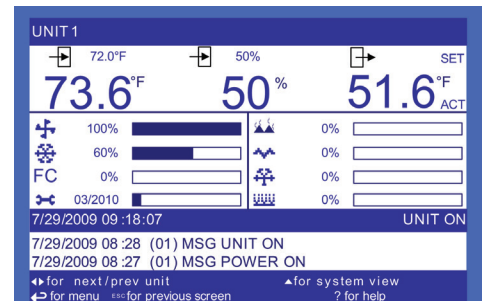 UNIT 1
72.0°F 50% SET
73.6°F 50% 51.6°F ACT
100% 0%
60% 0%
FC 0% 0%
03/2010 0%
7/29/2009 09 :18:07 UNIT ON
7/29/2009 08 :28 (01) MSG UNIT ON
7/29/2009 08 :27 (01) MSG POWER ON
for next/prev unit for system view
for menu ESC for previous screen ? for help